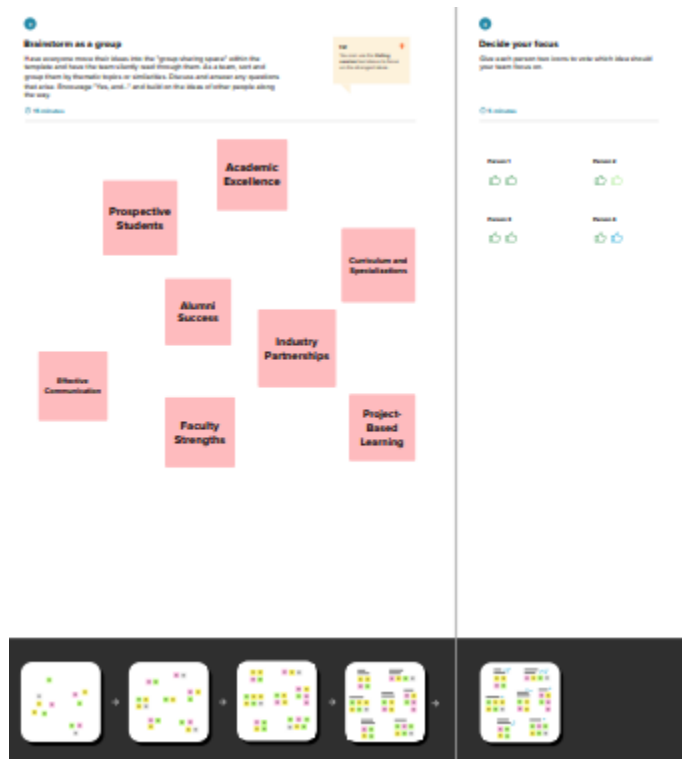 Brainstorm as a group
Have everyone move their ideas into the "group sharing space" within the
template and have the team silently read through them. As a team, sort and
group them by thematic topics or similarities. Discuss and answer any questions
that arise. Encourage "Yes, and..." and build on the ideas of other people along
the way.
15 minutes
Academic
Excellence
Prospective
Students
Curriculum and
Specializations
Alumni
Success
Industry
Partnerships
Effective
Communication
Project-
Based
Learning
Faculty
Strengths
Decide your focus
Give each person two icons to vote which idea should
your team focus on.
5 minutes
Person 1
Person 2
Person 3
Person 4